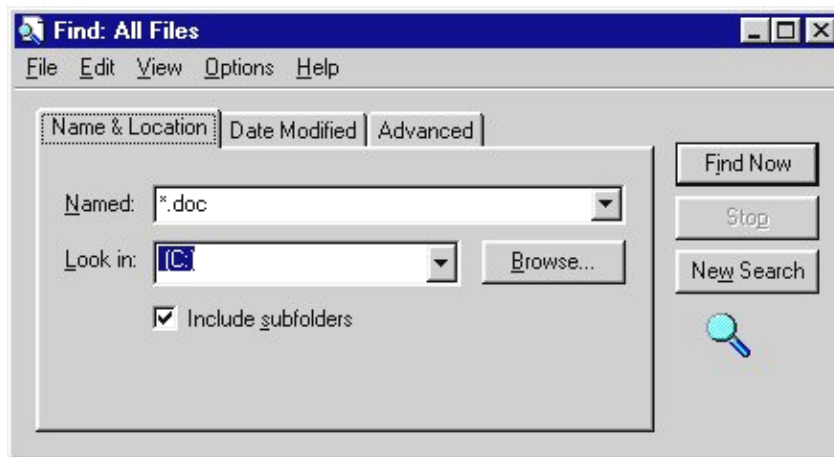 Find: All Files
File Edit View Options Help
Name & Location Date Modified Advanced
Find Now
Named: *.doc
Stop
Look in: (C:) Browse...
New Search
Include subfolders